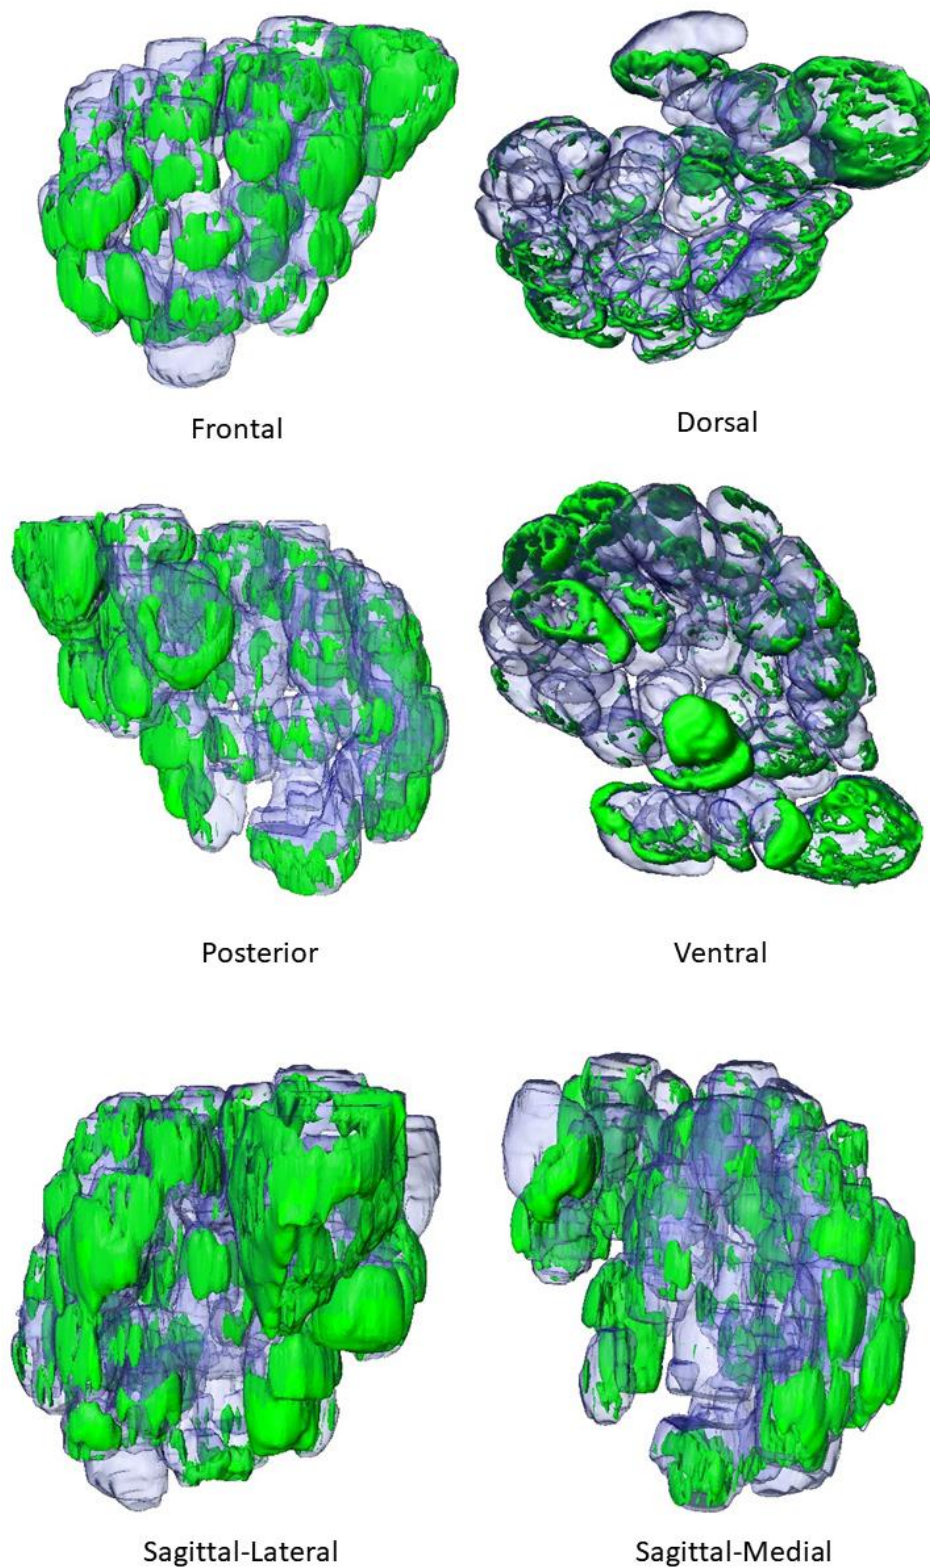 Frontal
Dorsal
Posterior
Ventral
Sagittal-Lateral
Sagittal-Medial